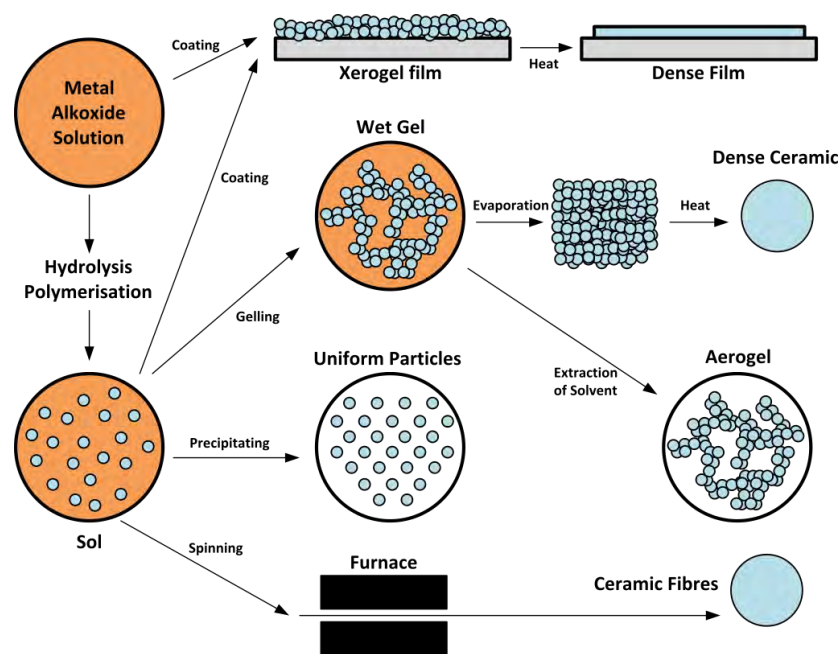 Coating
Xerogel film
Heat
Dense Film
Metal
Alkoxide
Solution
Coating
Wet Gel
Evaporation
Heat
Dense Ceramic
Hydrolysis
Polymerisation
Gelling
Uniform Particles
Extraction
of Solvent
Aerogel
Precipitating
Sol
Spinning
Furnace
Ceramic Fibres